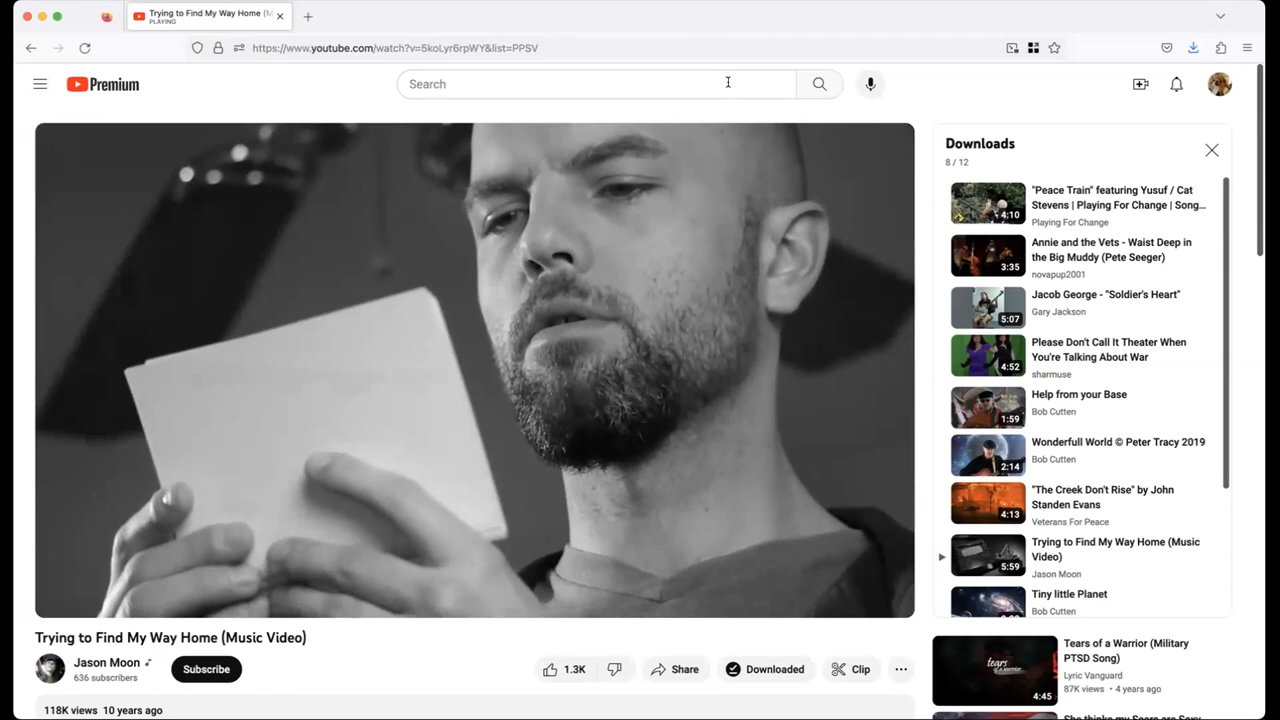 Trying to Find My Way Home (M
PLAYING
https://www.youtube.com/watch?v=5koLyr6rpWY&list=PPSV
Premium
Search
Downloads
8 / 12
"Peace Train" featuring Yusuf / Cat
Stevens | Playing For Change | Song...
Playing For Change
4:10
Annie and the Vets - Waist Deep in
the Big Muddy (Pete Seeger)
novapup2001
3:35
Jacob George - "Soldier's Heart"
Gary Jackson
5:07
Please Don't Call It Theater When
You're Talking About War
sharmuse
4:52
Help from your Base
Bob Cutten
1:59
Wonderfull World © Peter Tracy 2019
Bob Cutten
2:14
"The Creek Don't Rise" by John
Standen Evans
Veterans For Peace
4:13
Trying to Find My Way Home (Music
Video)
Jason Moon
5:59
Tiny little Planet
Bob Cutten
Trying to Find My Way Home (Music Video)
Jason Moon
636 subscribers
Subscribe
1.3K
Share
Downloaded
Clip
118K views 10 years ago
Tears of a Warrior (Military
PTSD Song)
Lyric Vanguard
87K views • 4 years ago
tears
of a warrior
4:45